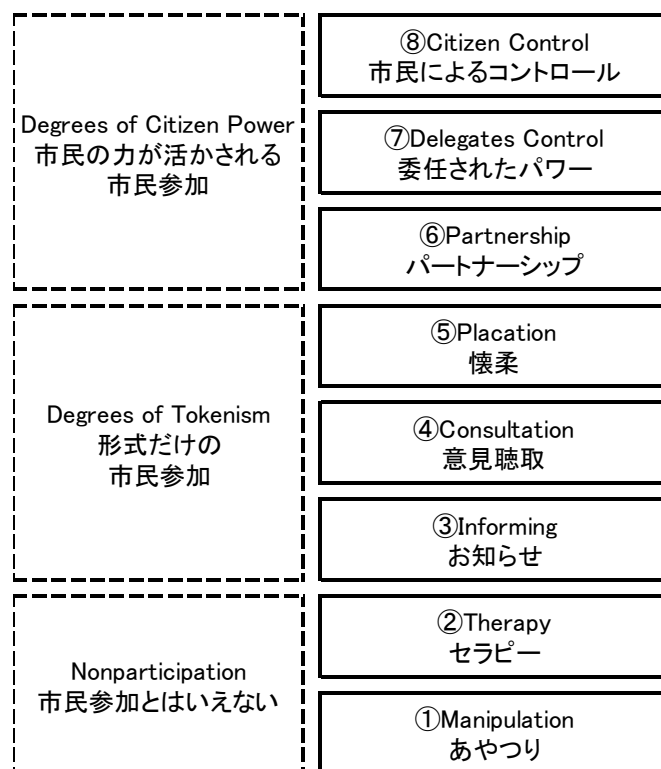 Degrees of Citizen Power
市民の力が活かされる
市民参加
⑧Citizen Control
市民によるコントロール
⑦Delegates Control
委任されたパワー
⑥Partnership
パートナーシップ
Degrees of Tokenism
形式だけの
市民参加
⑤Placation
懐柔
④Consultation
意見聴取
③Informing
お知らせ
Nonparticipation
市民参加とはいえない
②Therapy
セラピー
①Manipulation
あやつり